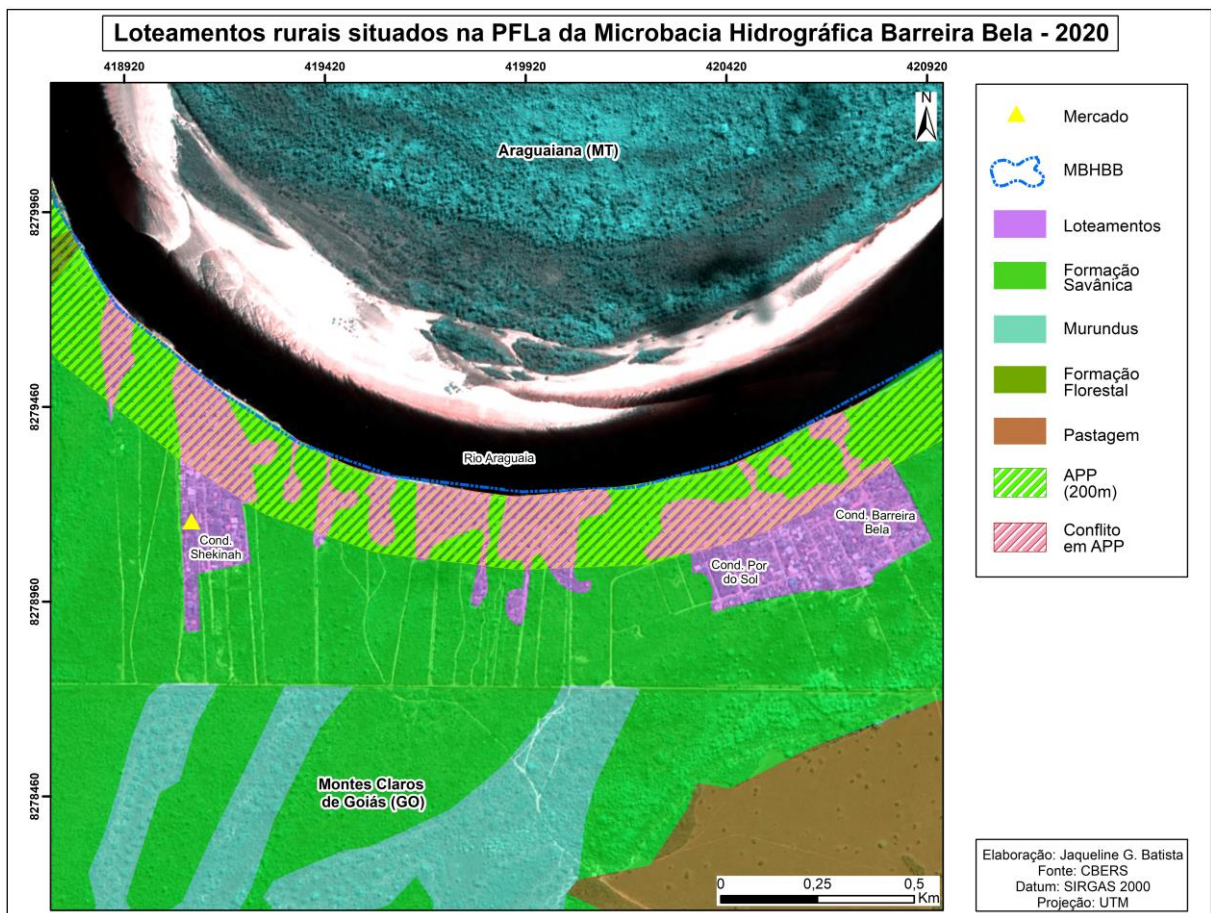 Loteamentos rurais situados na PFLa da Microbacia Hidrográfica Barreira Bela - 2020
418920
419420
419920
420420
420920
N
Araguaiana (MT)
8279960
8279460
8278960
8278460
Rio Araguaia
Cond.
Shekinah
Cond. Barreira
Bela
Cond. Por
do Sol
Montes Claros
de Goiás (GO)
0
0,25
0,5
Km
Mercado
MBHBB
Loteamentos
Formação
Savânica
Murundus
Formação
Florestal
Pastagem
APP
(200m)
Conflito
em APP
Elaboração: Jaqueline G. Batista
Fonte: CBERS
Datum: SIRGAS 2000
Projeção: UTM